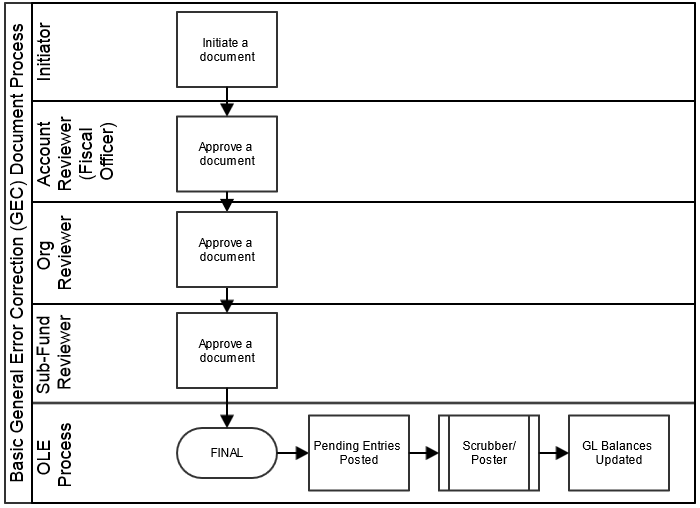 Basic General Error Correction (GEC) Document Process
Initiator
Initiate a
document
Account
Reviewer
(Fiscal
Officer)
Approve a
document
Org
Reviewer
Approve a
document
Sub-Fund
Reviewer
Approve a
document
OLE
Process
FINAL
Pending Entries
Posted
Scrubber/
Poster
GL Balances
Updated